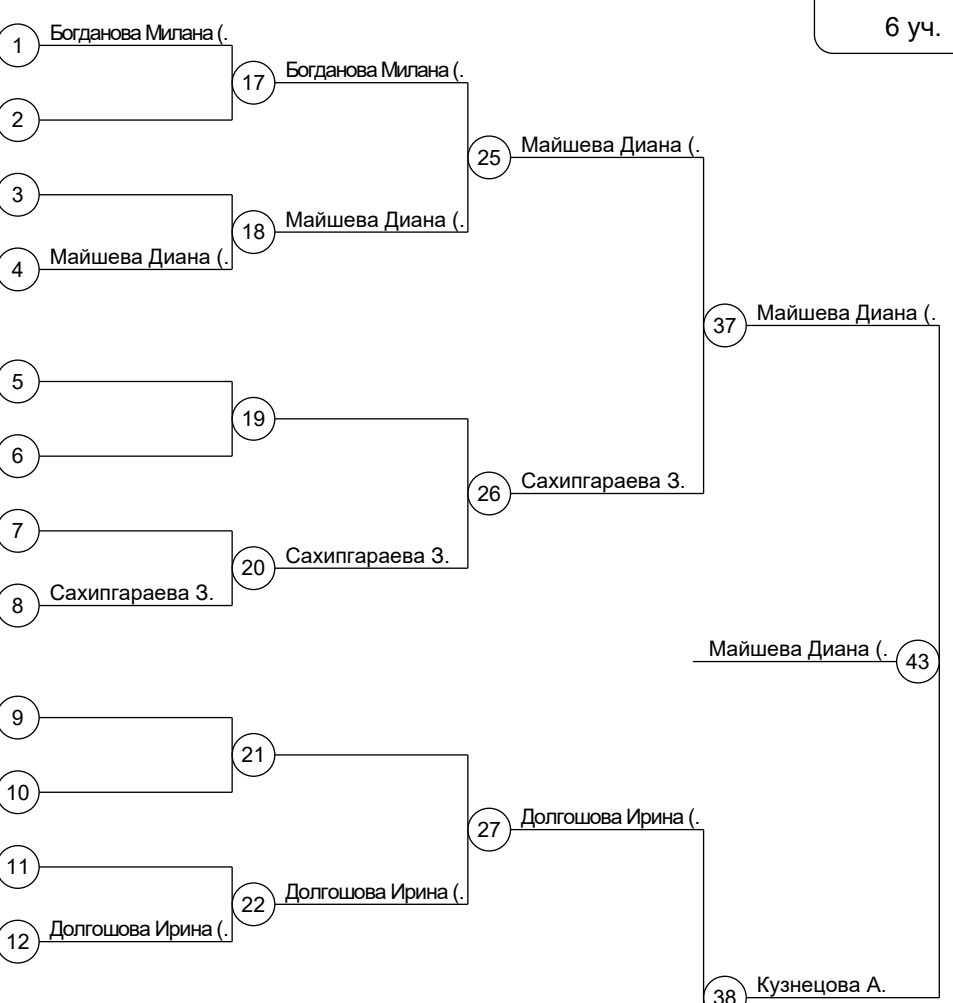 6 уч.
1 Богданова Милана (.
17 Богданова Милана (.
2
25 Майшева Диана (.
3
18 Майшева Диана (.
4 Майшева Диана (.
37 Майшева Диана (.
5
19
6
26 Сахипгараева З.
7
20 Сахипгараева З.
8 Сахипгараева З.
Майшева Диана (. 43
9
21
10
27 Долгошова Ирина (.
11
22 Долгошова Ирина (.
12 Долгошова Ирина (.
38 Кузнецова А.